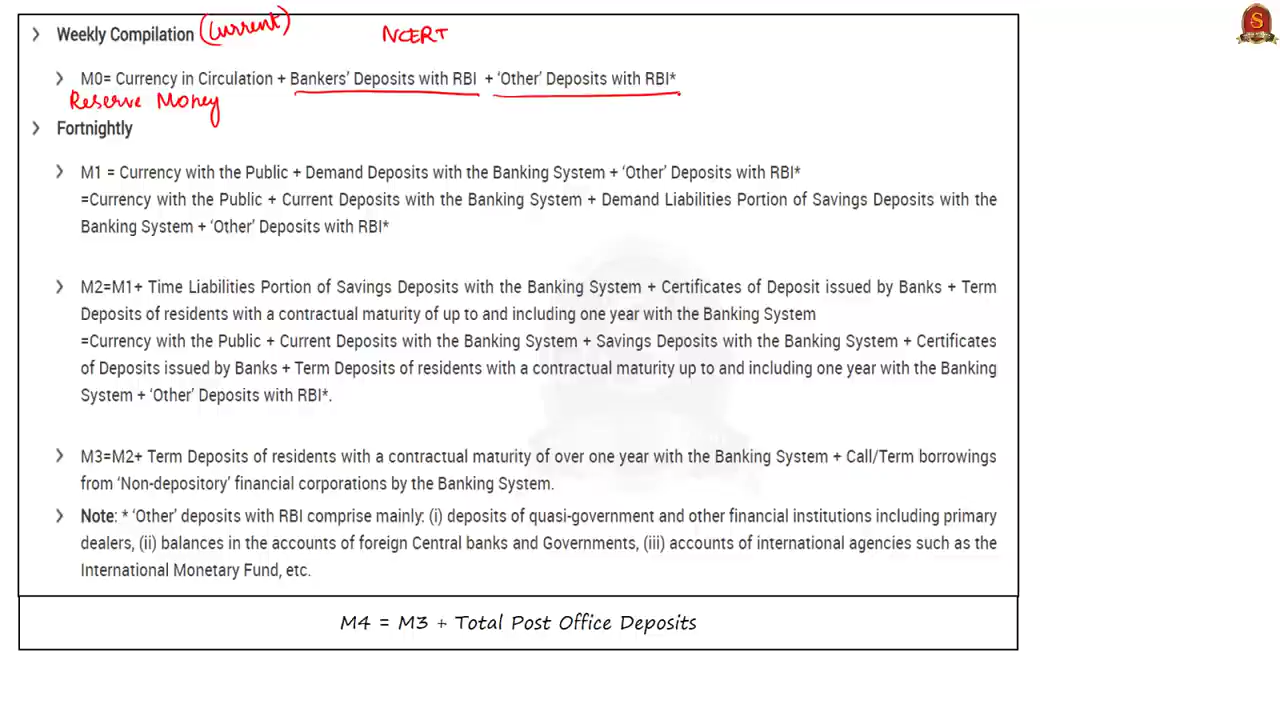 Weekly Compilation (current) NCERT
M0= Currency in Circulation + Bankers' Deposits with RBI + 'Other' Deposits with RBI*
Reserve Money
Fortnightly
M1 = Currency with the Public + Demand Deposits with the Banking System + 'Other' Deposits with RBI*
=Currency with the Public + Current Deposits with the Banking System + Demand Liabilities Portion of Savings Deposits with the
Banking System + 'Other' Deposits with RBI*
M2=M1+ Time Liabilities Portion of Savings Deposits with the Banking System + Certificates of Deposit issued by Banks + Term
Deposits of residents with a contractual maturity of up to and including one year with the Banking System
=Currency with the Public + Current Deposits with the Banking System + Savings Deposits with the Banking System + Certificates
of Deposits issued by Banks + Term Deposits of residents with a contractual maturity up to and including one year with the Banking
System + 'Other' Deposits with RBI*.
M3=M2+ Term Deposits of residents with a contractual maturity of over one year with the Banking System + Call/Term borrowings
from 'Non-depository' financial corporations by the Banking System.
Note: * 'Other' deposits with RBI comprise mainly: (i) deposits of quasi-government and other financial institutions including primary
dealers, (ii) balances in the accounts of foreign Central banks and Governments, (iii) accounts of international agencies such as the
International Monetary Fund, etc.
M4 = M3 + Total Post Office Deposits